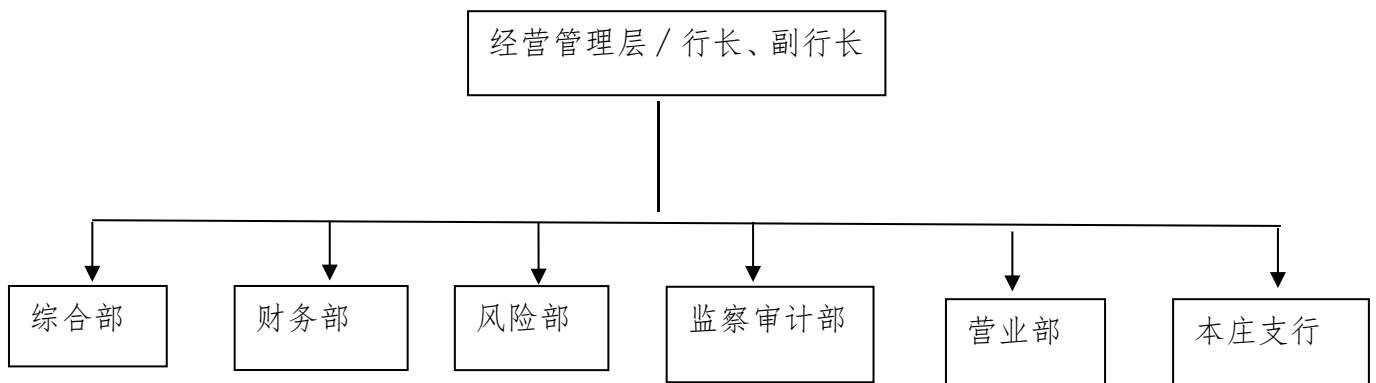 经营管理层/行长、副行长
综合部
财务部
风险部
监察审计部
营业部
本庄支行